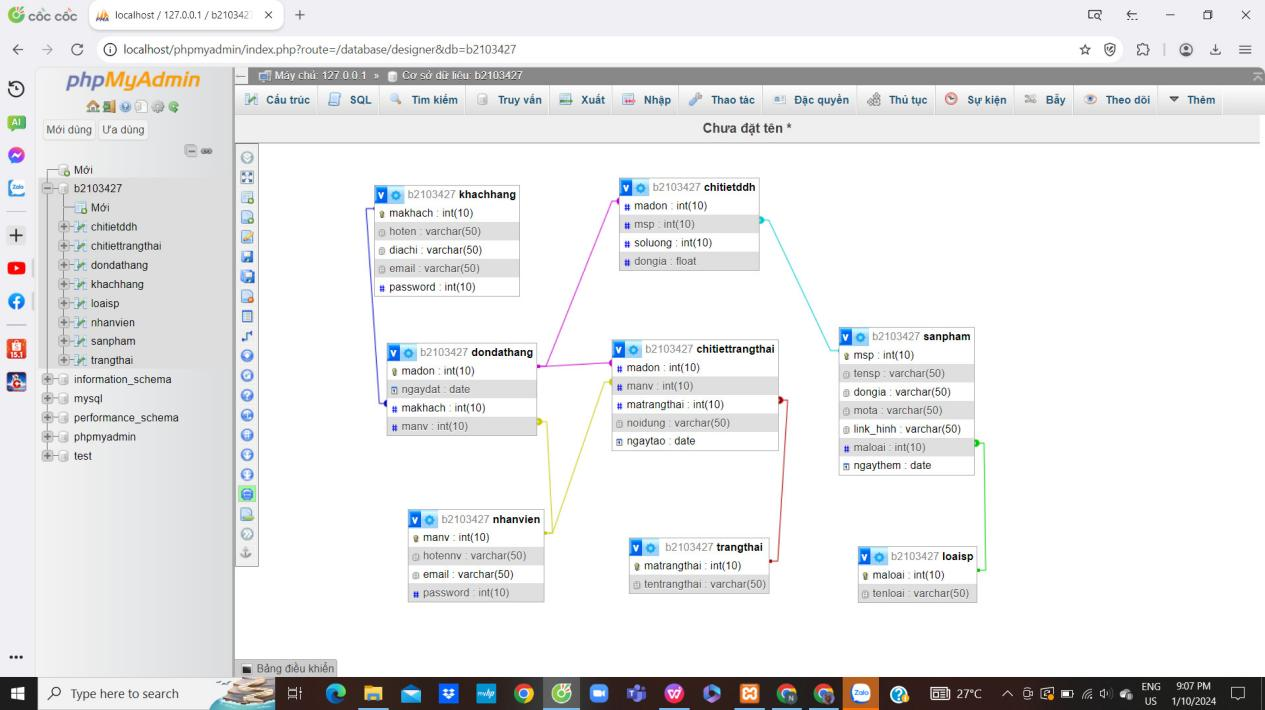 cốc cốc
localhost / 127.0.0.1 / b210342
localhost/phpmyadmin/index.php?route=/database/designer&db=b2103427
phpMyAdmin
Mới dùng
Ưa dùng
Mới
b2103427
Mới
chitietddh
chitiettrangthai
dondathang
khachhang
loaisp
nhanvien
sanpham
trangthai
information_schema
mysql
performance_schema
phpmyadmin
test
Máy chủ: 127.0.0.1 » Cơ sở dữ liệu: b2103427
Cấu trúc
SQL
Tìm kiếm
Truy vấn
Xuất
Nhập
Thao tác
Đặc quyền
Thủ tục
Sự kiện
Bẫy
Theo dõi
Thêm
Chưa đặt tên *
b2103427 khachhang
makhach : int(10)
hoten : varchar(50)
diachi : varchar(50)
email : varchar(50)
password : int(10)
b2103427 chitietddh
madon : int(10)
msp : int(10)
soluong : int(10)
dongia : float
b2103427 dondathang
madon : int(10)
ngaydat : date
makhach : int(10)
manv : int(10)
b2103427 chitiettrangthai
madon : int(10)
manv : int(10)
matrangthai : int(10)
noidung : varchar(50)
ngaytao : date
b2103427 sanpham
msp : int(10)
tensp : varchar(50)
dongia : varchar(50)
mota : varchar(50)
link_hinh : varchar(50)
maloai : int(10)
ngaythem : date
b2103427 nhanvien
manv : int(10)
hotennv : varchar(50)
email : varchar(50)
password : int(10)
b2103427 trangthai
matrangthai : int(10)
tentrangthai : varchar(50)
b2103427 loaisp
maloai : int(10)
tenloai : varchar(50)
Bảng điều khiển
AI
Zalo
15.1
Type here to search
Zalo
27°C
ENG
US
9:07 PM
1/10/2024